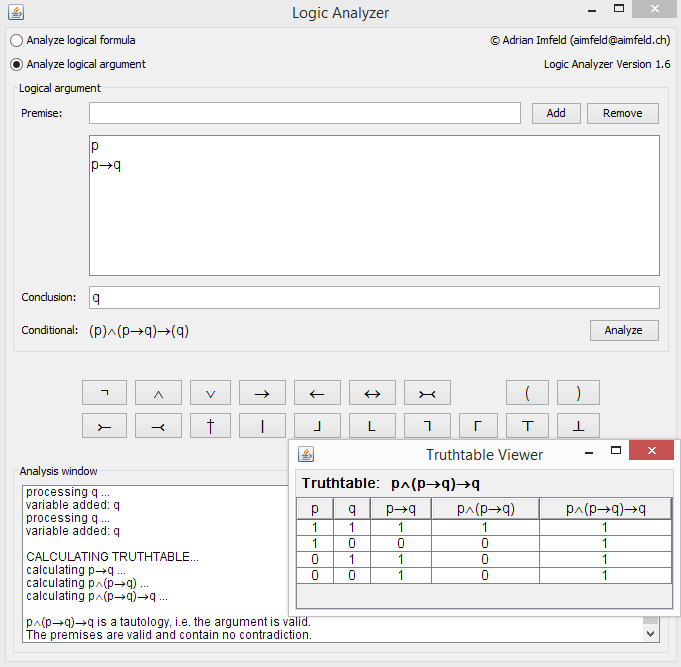 Logic Analyzer
Analyze logical formula
© Adrian Imfeld (aimfeld@aimfeld.ch)
Analyze logical argument
Logic Analyzer Version 1.6
Logical argument
Premise:
Add
Remove
p
p→q
Conclusion:
q
Conditional:
(p)∧(p→q)→(q)
Analyze
¬ ∧ ∨ → ← ↔ ⤚ ( )
⤚ ⤙ † | ┘ └ ┐ ┌ ⊤ ⊥
Analysis window
processing q ...
variable added: q
processing q ...
variable added: q
CALCULATING TRUTHTABLE...
calculating p→q ...
calculating p∧(p→q) ...
calculating p∧(p→q)→q ...
p∧(p→q)→q is a tautology, i.e. the argument is valid.
The premises are valid and contain no contradiction.
Truthtable Viewer
Truthtable: p∧(p→q)→q
p q p→q p∧(p→q) p∧(p→q)→q
1 1 1 1 1
1 0 0 0 1
0 1 1 0 1
0 0 1 0 1